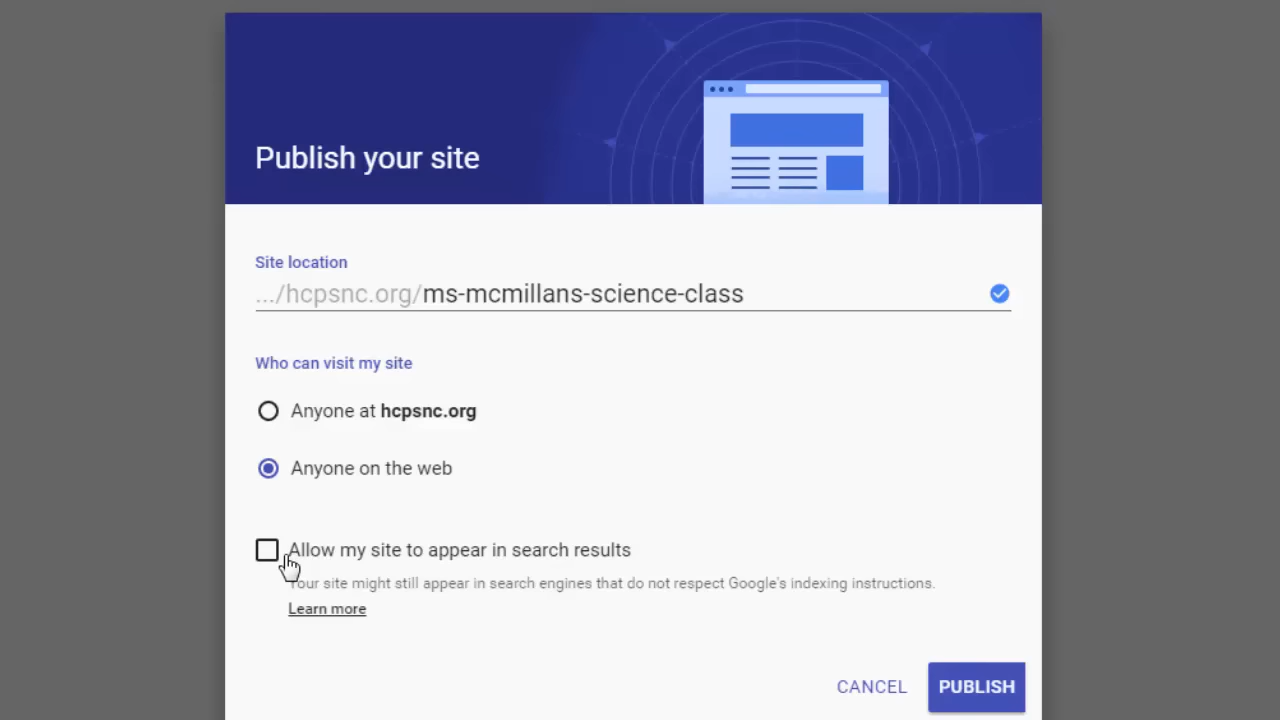 Publish your site
Site location
.../hcpsnc.org/ms-mcmillans-science-class
Who can visit my site
Anyone at hcpsnc.org
Anyone on the web
Allow my site to appear in search results
Your site might still appear in search engines that do not respect Google's indexing instructions.
Learn more
CANCEL PUBLISH